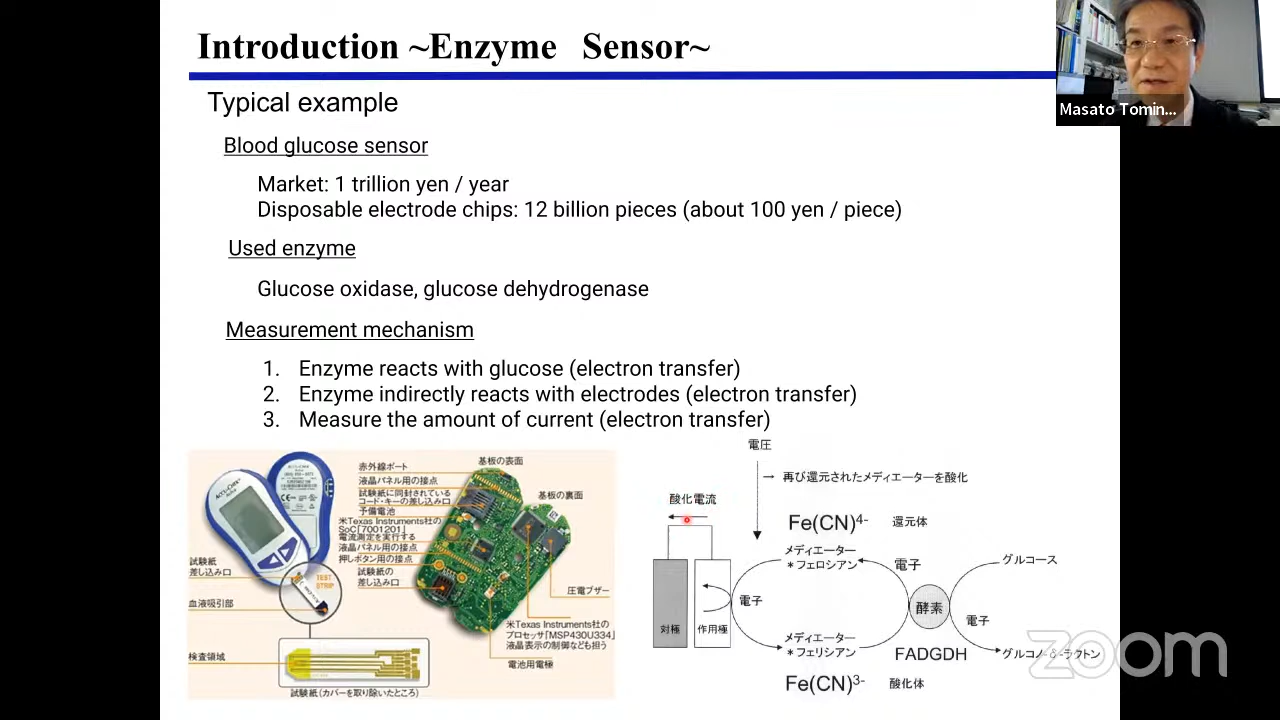 Introduction ~Enzyme Sensor~
Masato Tomin...
Typical example
Blood glucose sensor
Market: 1 trillion yen / year
Disposable electrode chips: 12 billion pieces (about 100 yen / piece)
Used enzyme
Glucose oxidase, glucose dehydrogenase
Measurement mechanism
1. Enzyme reacts with glucose (electron transfer)
2. Enzyme indirectly reacts with electrodes (electron transfer)
3. Measure the amount of current (electron transfer)
ACCU-CHEK
試験紙
差し込み口
血液吸引部
検査領域
TEST
STRIP
試験紙(カバーを取り除いたところ)
赤外線ポート
液晶パネル用の接点
試験紙に同封されている
コード・キーの差し込み口
予備電池
米Texas Instruments社の
SoC「7001201」
電流測定を実行する
液晶パネル用の接点
押しボタン用の接点
試験紙の
差し込み口
基板の表面
基板の裏面
圧電ブザー
米Texas Instruments社の
プロセッサ「MSP430U334」
液晶表示の制御なども担う
電池用電極
電圧
再び還元されたメディエーターを酸化
酸化電流
Fe(CN)4- 還元体
メディエーター
*フェロシアン
電子
グルコース
電子
酵素
電子
対極
作用極
メディエーター
*フェリシアン
FADGDH
グルコノ-δ-ラクトン
Fe(CN)3- 酸化体
zoom